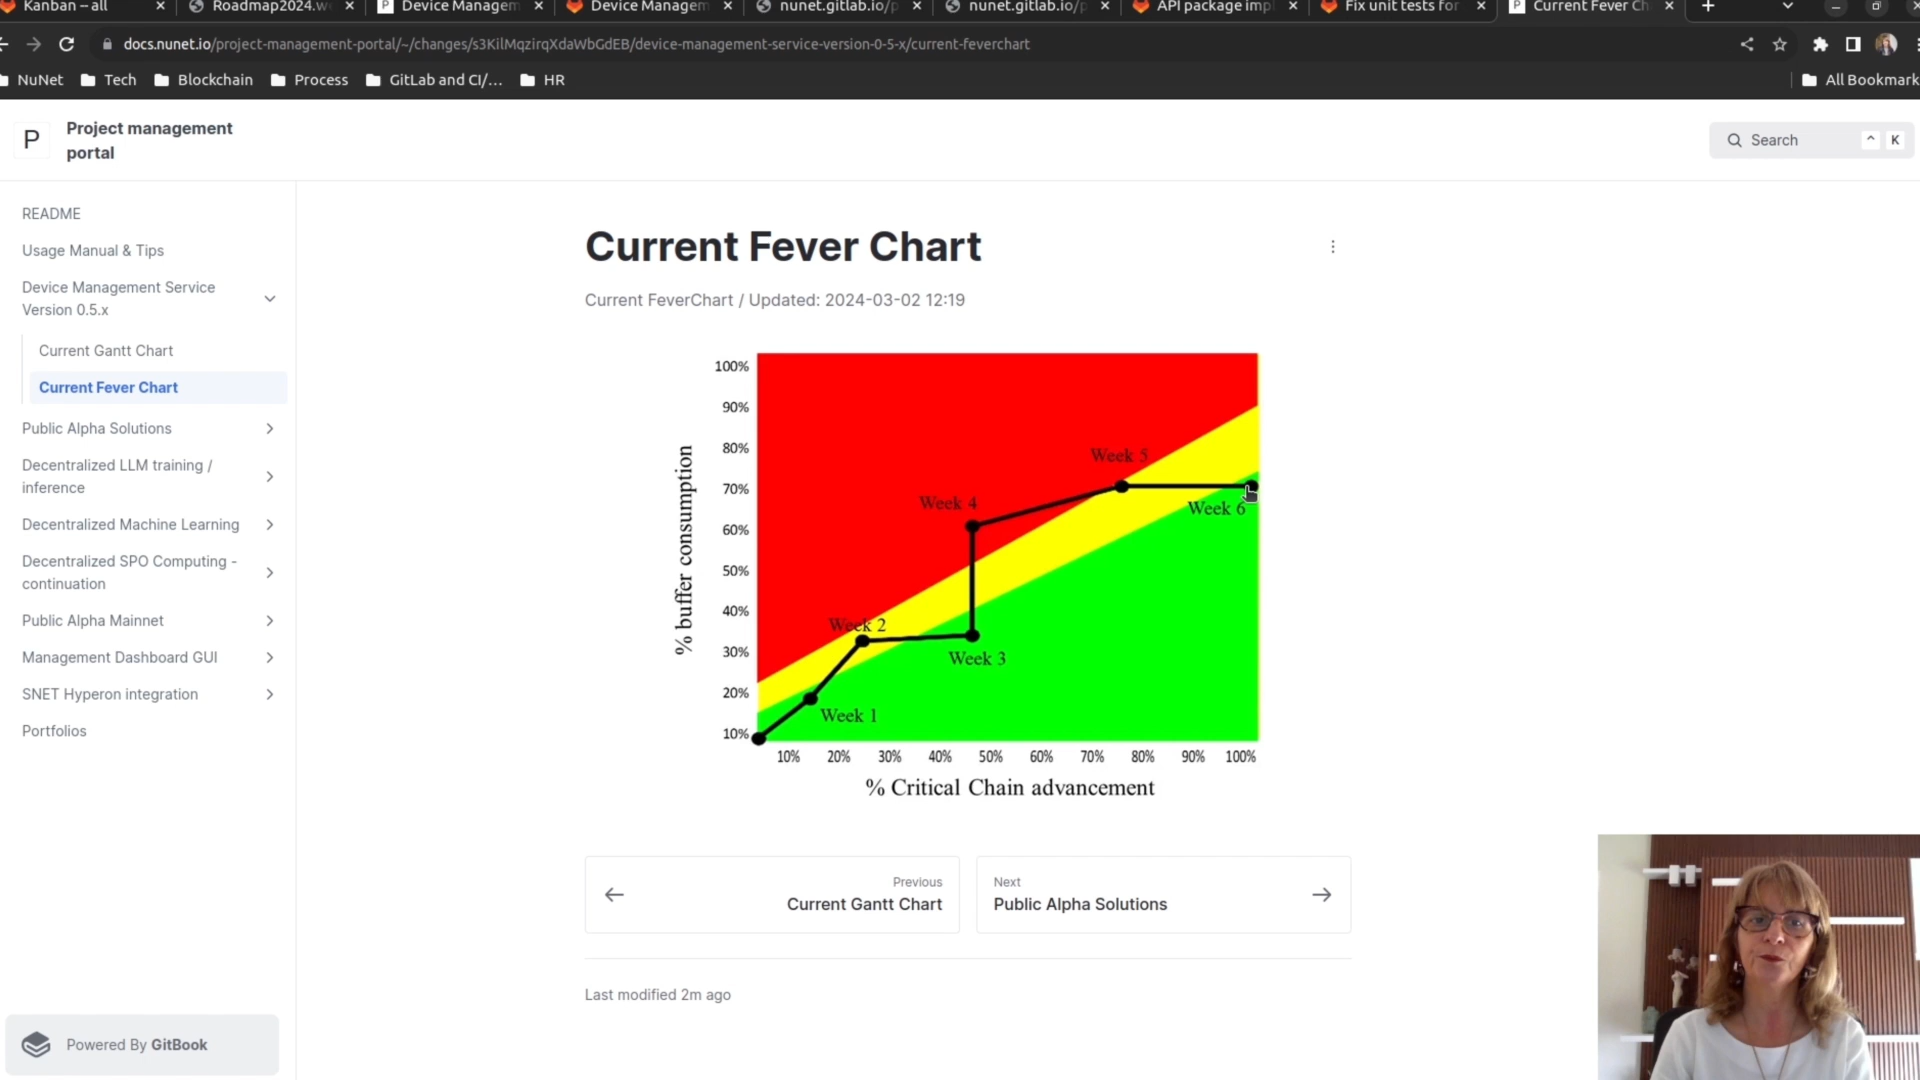 Kanban – all
Roadmap2024.w
Device Managem
Device Managem
nunet.gitlab.io/p
nunet.gitlab.io/p
API package impl
Fix unit tests for
Current Fever Ch
docs.nunet.io/project-management-portal/~/changes/s3KilMqzirqXdaWbGdEB/device-management-service-version-0-5-x/current-feverchart
NuNet
Tech
Blockchain
Process
GitLab and CI/...
HR
All Bookmark
P
Project management
portal
Search
^
K
README
Usage Manual & Tips
Device Management Service
Version 0.5.x
Current Gantt Chart
Current Fever Chart
Public Alpha Solutions
Decentralized LLM training /
inference
Decentralized Machine Learning
Decentralized SPO Computing -
continuation
Public Alpha Mainnet
Management Dashboard GUI
SNET Hyperon integration
Portfolios
Powered By GitBook
Current Fever Chart
Current FeverChart / Updated: 2024-03-02 12:19
% buffer consumption
100%
90%
80%
70%
60%
50%
40%
30%
20%
10%
Week 5
Week 4
Week 6
Week 2
Week 3
Week 1
10%
20%
30%
40%
50%
60%
70%
80%
90%
100%
% Critical Chain advancement
Previous
Current Gantt Chart
Next
Public Alpha Solutions
Last modified 2m ago